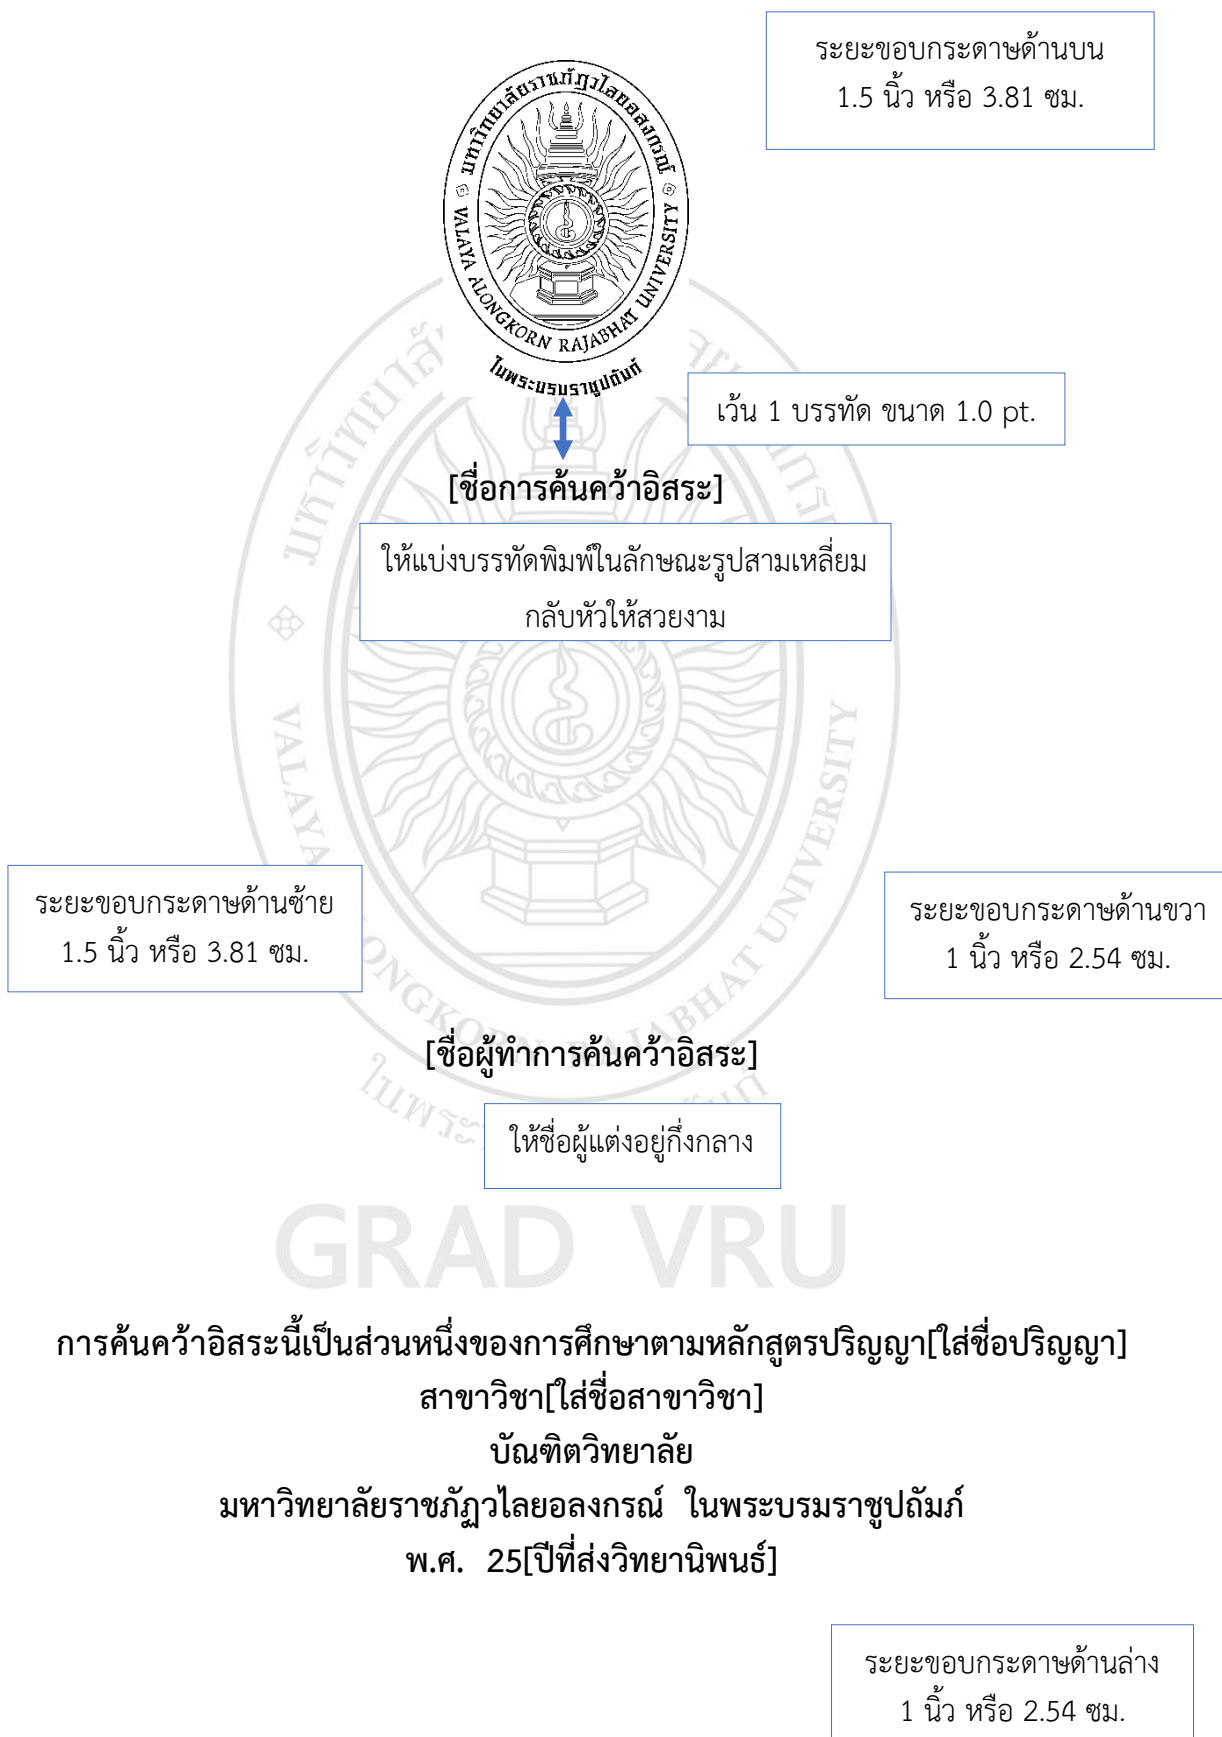 ระยะขอบกระดาษด้านบน
1.5 นิ้ว หรือ 3.81 ซม.
มหาวิทยาลัยราชภัฏวไลยอลงกรณ์
VALAYA ALONGKORN RAJABHAT UNIVERSITY
ในพระบรมราชูปถัมภ์
เว้น 1 บรรทัด ขนาด 1.0 pt.
[ชื่อการค้นคว้าอิสระ]
ให้แบ่งบรรทัดพิมพ์ในลักษณะรูปสามเหลี่ยม
กลับหัวให้สวยงาม
ระยะขอบกระดาษด้านซ้าย
1.5 นิ้ว หรือ 3.81 ซม.
ระยะขอบกระดาษด้านขวา
1 นิ้ว หรือ 2.54 ซม.
[ชื่อผู้ทำการค้นคว้าอิสระ]
ให้ชื่อผู้แต่งอยู่กึ่งกลาง
GRAD VRU
การค้นคว้าอิสระนี้เป็นส่วนหนึ่งของการศึกษาตามหลักสูตรปริญญา[ใส่ชื่อปริญญา]
สาขาวิชา[ใส่ชื่อสาขาวิชา]
บัณฑิตวิทยาลัย
มหาวิทยาลัยราชภัฏวไลยอลงกรณ์ ในพระบรมราชูปถัมภ์
พ.ศ. 25[ปีที่ส่งวิทยานิพนธ์]
ระยะขอบกระดาษด้านล่าง
1 นิ้ว หรือ 2.54 ซม.